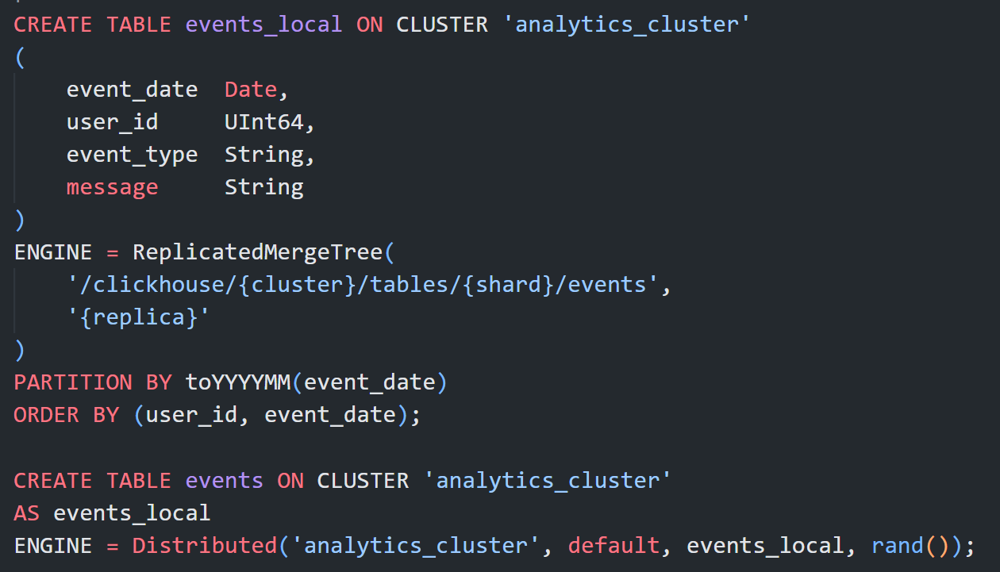 CREATE TABLE events_local ON CLUSTER 'analytics_cluster'
(
    event_date  Date,
    user_id     UInt64,
    event_type  String,
    message     String
)
ENGINE = ReplicatedMergeTree(
    '/clickhouse/{cluster}/tables/{shard}/events',
    '{replica}'
)
PARTITION BY toYYYYMM(event_date)
ORDER BY (user_id, event_date);

CREATE TABLE events ON CLUSTER 'analytics_cluster'
AS events_local
ENGINE = Distributed('analytics_cluster', default, events_local, rand());